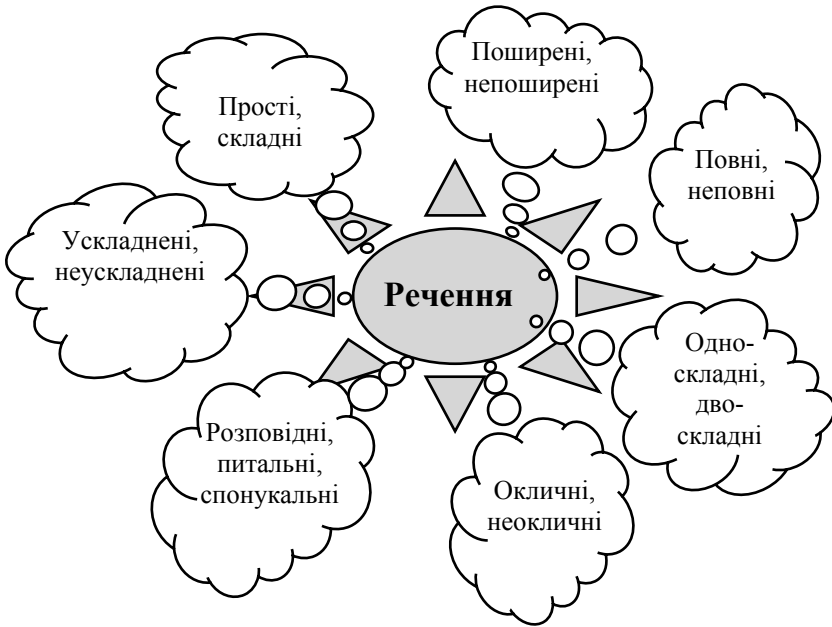 Поширені,
непоширені
Прості,
складні
Повні,
неповні
Ускладнені,
неускладнені
Речення
Одно-
складні,
дво-
складні
Розповідні,
питальні,
спонукальні
Окличні,
неокличні